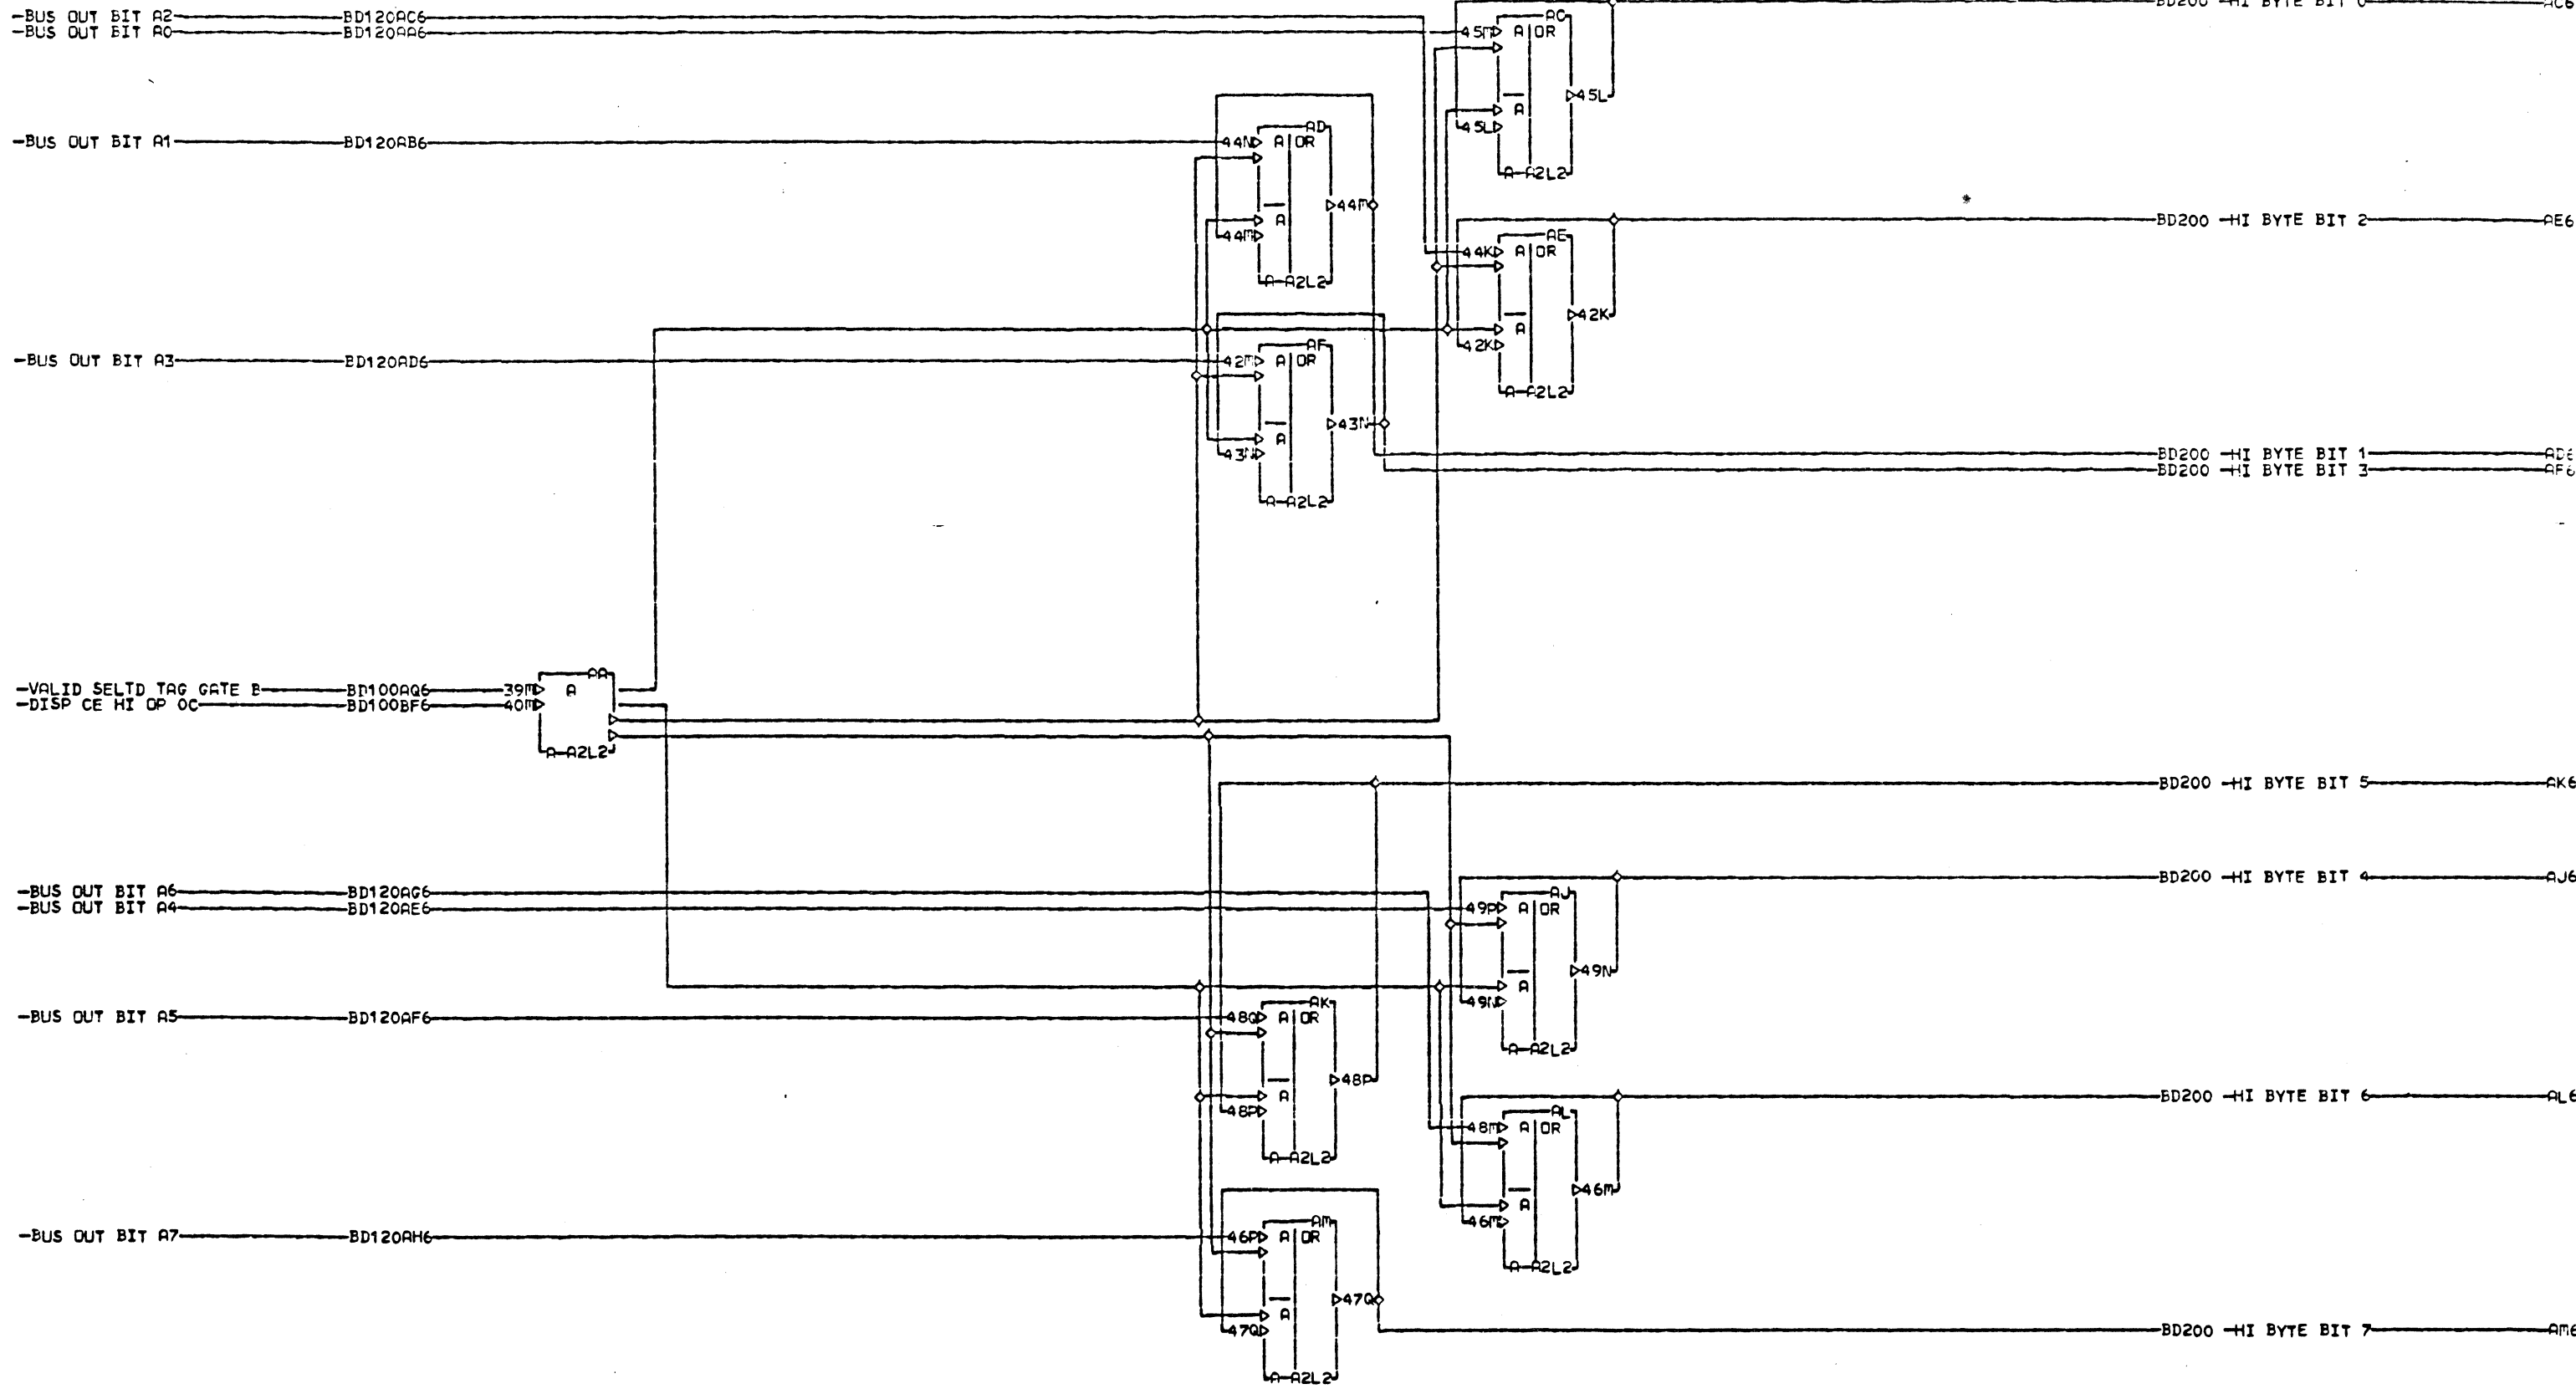 -BUS OUT BIT A2 BD120AC6 BD200 -HI BYTE BIT 0 AC6
-BUS OUT BIT A0 BD120AA6 45M A OR AC
45L
A
45L
A-A2L2
-BUS OUT BIT A1 BD120AB6 44N A OR AD
44M
A
44M
A-A2L2
BD200 -HI BYTE BIT 2 AE6
44K A OR AE
42K
A
42K
A-A2L2
-BUS OUT BIT A3 BD120AD6 42M A OR AF
43N
A
43N
A-A2L2
BD200 -HI BYTE BIT 1 AD6
BD200 -HI BYTE BIT 3 AF6
-VALID SELTD TAG GATE B BD100AQ6 39M A AA
-DISP CE HI OP OC BD100BF6 40M
A-A2L2
BD200 -HI BYTE BIT 5 AK6
-BUS OUT BIT A6 BD120AG6 BD200 -HI BYTE BIT 4 AJ6
-BUS OUT BIT A4 BD120AE6 49P A OR AJ
49N
A
49N
A-A2L2
-BUS OUT BIT A5 BD120AF6 48Q A OR AK
48P
A
48P
A-A2L2
BD200 -HI BYTE BIT 6 AL6
48M A OR AL
46M
A
46M
A-A2L2
-BUS OUT BIT A7 BD120AH6 46P A OR AM
47Q
A
47Q
A-A2L2
BD200 -HI BYTE BIT 7 AM6